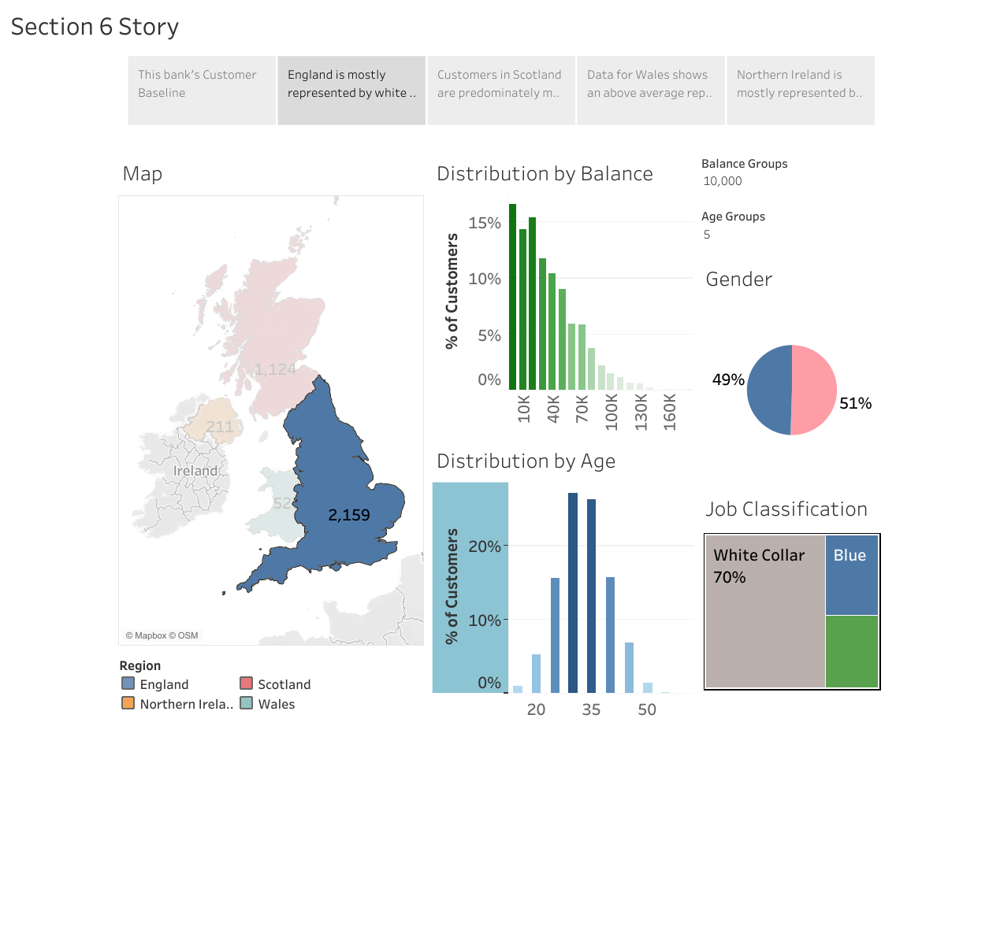 Section 6 Story
This bank's Customer
Baseline
England is mostly
represented by white ..
Customers in Scotland
are predominately m..
Data for Wales shows
an above average rep..
Northern Ireland is
mostly represented b..
Map
1,124
211
Ireland
52
2,159
© Mapbox © OSM
Region
England
Scotland
Northern Irela..
Wales
Distribution by Balance
% of Customers
15%
10%
5%
0%
10K
40K
70K
100K
130K
160K
Distribution by Age
% of Customers
20%
10%
0%
20
35
50
Balance Groups
10,000
Age Groups
5
Gender
49%
51%
Job Classification
White Collar
70%
Blue